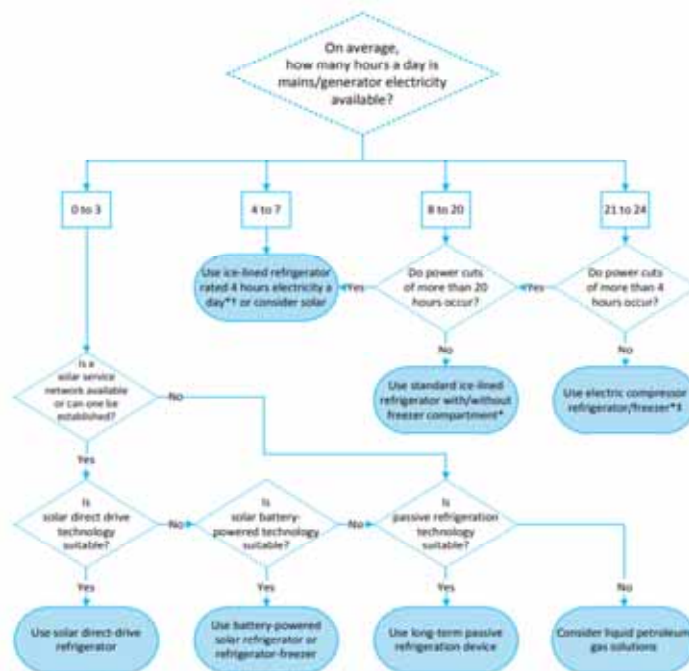 On average,
how many hours a day is
mains/generator electricity
available?
0 to 3
4 to 7
8 to 20
21 to 24
Use ice-lined refrigerator
rated 4 hours electricity a
day*† or consider solar
Yes
Do power cuts
of more than 20
hours occur?
Yes
Do power cuts
of more than 4
hours occur?
No
No
Is a
solar service
network available
or can one be
established?
No
Use standard ice-lined
refrigerator with/without
freezer compartment*
Use electric compressor
refrigerator/freezer*‡
Yes
Is
solar direct drive
technology
suitable?
No
Is
solar battery-
powered technology
suitable?
No
Is
passive refrigeration
technology
suitable?
Yes
Yes
Yes
No
Use solar direct-drive
refrigerator
Use battery-powered
solar refrigerator or
refrigerator-freezer
Use long-term passive
refrigeration device
Consider liquid petroleum
gas solutions